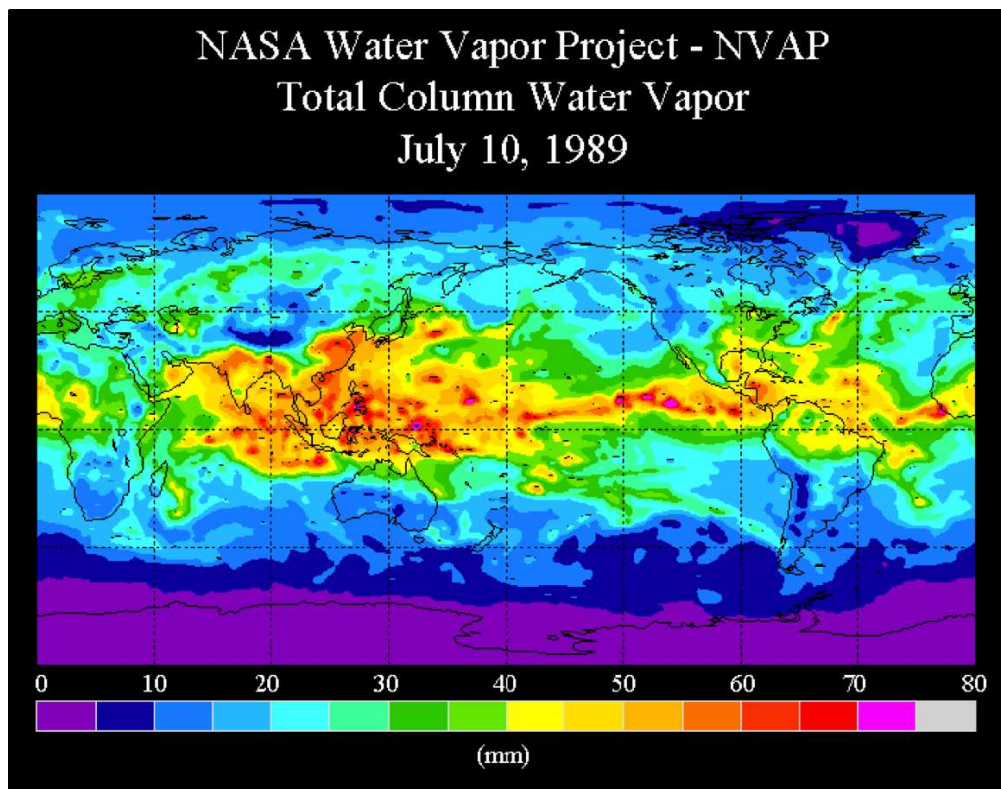 NASA Water Vapor Project - NVAP
Total Column Water Vapor
July 10, 1989
0 10 20 30 40 50 60 70 80
(mm)